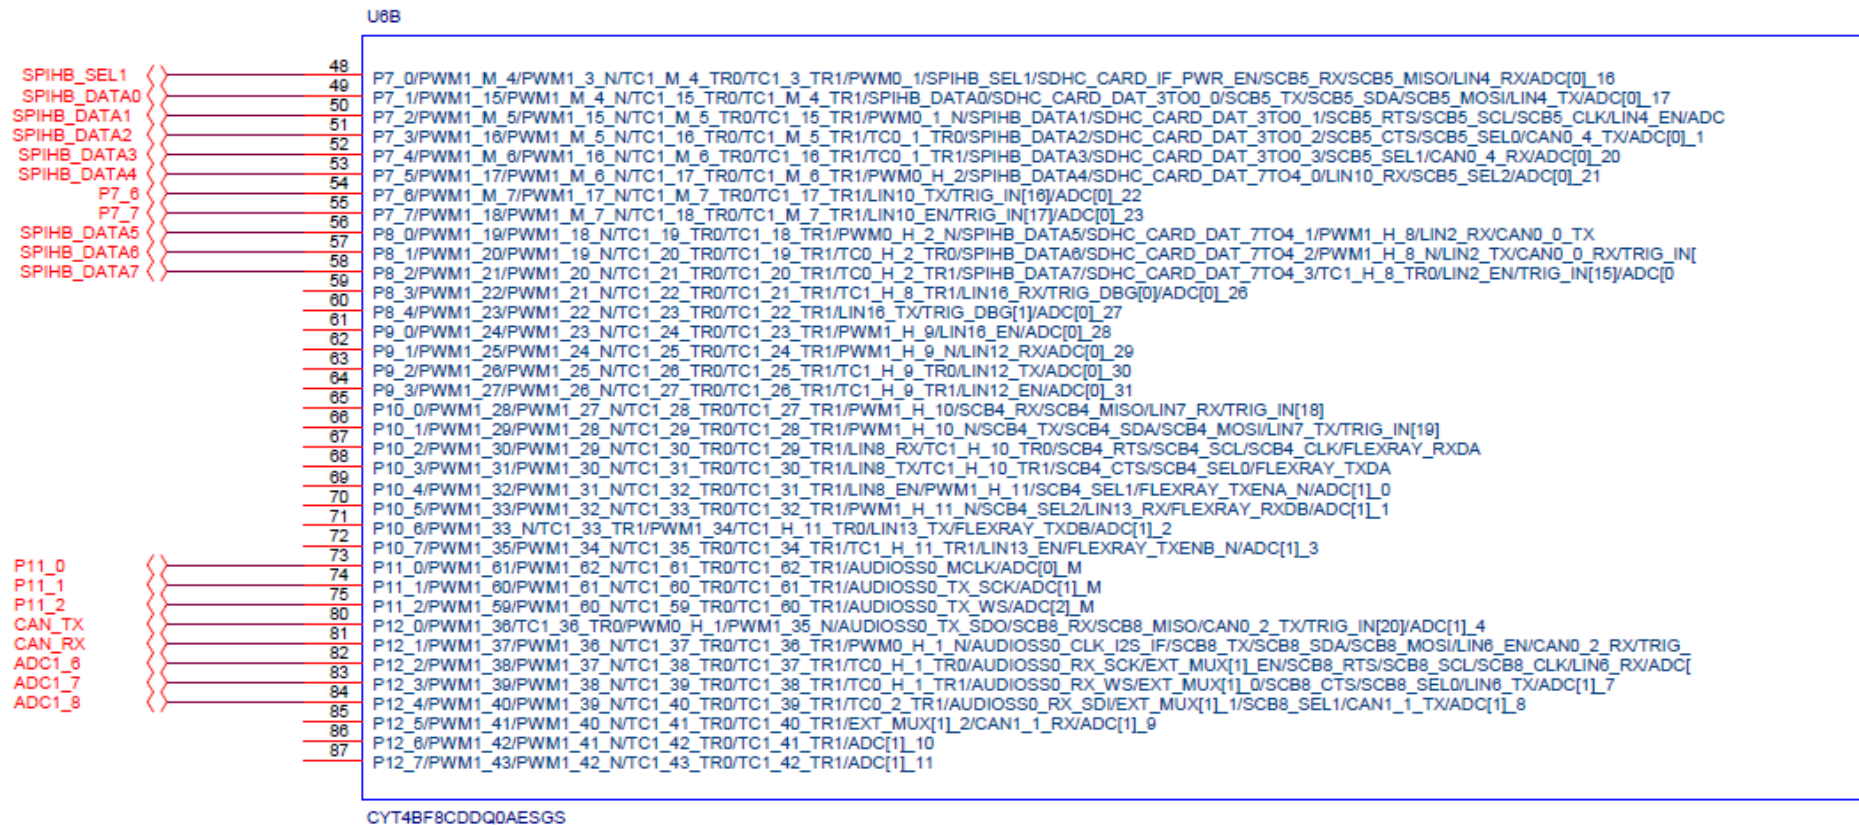 U6B
SPIHB_SEL1 48 P7_0/PWM1_M_4/PWM1_3_N/TC1_M_4_TR0/TC1_3_TR1/PWM0_1/SPIHB_SEL1/SDHC_CARD_IF_PWR_EN/SCB5_RX/SCB5_MISO/LIN4_RX/ADC[0]_16
SPIHB_DATA0 49 P7_1/PWM1_15/PWM1_M_4_N/TC1_15_TR0/TC1_M_4_TR1/SPIHB_DATA0/SDHC_CARD_DAT_3TO0_0/SCB5_TX/SCB5_SDA/SCB5_MOSI/LIN4_TX/ADC[0]_17
SPIHB_DATA1 50 P7_2/PWM1_M_5/PWM1_15_N/TC1_M_5_TR0/TC1_15_TR1/PWM0_1_N/SPIHB_DATA1/SDHC_CARD_DAT_3TO0_1/SCB5_RTS/SCB5_SCL/SCB5_CLK/LIN4_EN/ADC
SPIHB_DATA2 51 P7_3/PWM1_16/PWM1_M_5_N/TC1_16_TR0/TC1_M_5_TR1/TC0_1_TR0/SPIHB_DATA2/SDHC_CARD_DAT_3TO0_2/SCB5_CTS/SCB5_SEL0/CAN0_4_TX/ADC[0]_1
SPIHB_DATA3 52 P7_4/PWM1_M_6/PWM1_16_N/TC1_M_6_TR0/TC1_16_TR1/TC0_1_TR1/SPIHB_DATA3/SDHC_CARD_DAT_3TO0_3/SCB5_SEL1/CAN0_4_RX/ADC[0]_20
SPIHB_DATA4 53 P7_5/PWM1_17/PWM1_M_6_N/TC1_17_TR0/TC1_M_6_TR1/PWM0_H_2/SPIHB_DATA4/SDHC_CARD_DAT_7TO4_0/LIN10_RX/SCB5_SEL2/ADC[0]_21
P7_6 54 P7_6/PWM1_M_7/PWM1_17_N/TC1_M_7_TR0/TC1_17_TR1/LIN10_TX/TRIG_IN[16]/ADC[0]_22
P7_7 55 P7_7/PWM1_18/PWM1_M_7_N/TC1_18_TR0/TC1_M_7_TR1/LIN10_EN/TRIG_IN[17]/ADC[0]_23
SPIHB_DATA5 56 P8_0/PWM1_19/PWM1_18_N/TC1_19_TR0/TC1_18_TR1/PWM0_H_2_N/SPIHB_DATA5/SDHC_CARD_DAT_7TO4_1/PWM1_H_8/LIN2_RX/CAN0_0_TX
SPIHB_DATA6 57 P8_1/PWM1_20/PWM1_19_N/TC1_20_TR0/TC1_19_TR1/TC0_H_2_TR0/SPIHB_DATA6/SDHC_CARD_DAT_7TO4_2/PWM1_H_8_N/LIN2_TX/CAN0_0_RX/TRIG_IN[
SPIHB_DATA7 58 P8_2/PWM1_21/PWM1_20_N/TC1_21_TR0/TC1_20_TR1/TC0_H_2_TR1/SPIHB_DATA7/SDHC_CARD_DAT_7TO4_3/TC1_H_8_TR0/LIN2_EN/TRIG_IN[15]/ADC[0
59 P8_3/PWM1_22/PWM1_21_N/TC1_22_TR0/TC1_21_TR1/TC1_H_8_TR1/LIN16_RX/TRIG_DBG[0]/ADC[0]_26
60 P8_4/PWM1_23/PWM1_22_N/TC1_23_TR0/TC1_22_TR1/LIN16_TX/TRIG_DBG[1]/ADC[0]_27
61 P9_0/PWM1_24/PWM1_23_N/TC1_24_TR0/TC1_23_TR1/PWM1_H_9/LIN16_EN/ADC[0]_28
62 P9_1/PWM1_25/PWM1_24_N/TC1_25_TR0/TC1_24_TR1/PWM1_H_9_N/LIN12_RX/ADC[0]_29
63 P9_2/PWM1_26/PWM1_25_N/TC1_26_TR0/TC1_25_TR1/TC1_H_9_TR0/LIN12_TX/ADC[0]_30
64 P9_3/PWM1_27/PWM1_26_N/TC1_27_TR0/TC1_26_TR1/TC1_H_9_TR1/LIN12_EN/ADC[0]_31
65 P10_0/PWM1_28/PWM1_27_N/TC1_28_TR0/TC1_27_TR1/PWM1_H_10/SCB4_RX/SCB4_MISO/LIN7_RX/TRIG_IN[18]
66 P10_1/PWM1_29/PWM1_28_N/TC1_29_TR0/TC1_28_TR1/PWM1_H_10_N/SCB4_TX/SCB4_SDA/SCB4_MOSI/LIN7_TX/TRIG_IN[19]
67 P10_2/PWM1_30/PWM1_29_N/TC1_30_TR0/TC1_29_TR1/LIN8_RX/TC1_H_10_TR0/SCB4_RTS/SCB4_SCL/SCB4_CLK/FLEXRAY_RXDA
68 P10_3/PWM1_31/PWM1_30_N/TC1_31_TR0/TC1_30_TR1/LIN8_TX/TC1_H_10_TR1/SCB4_CTS/SCB4_SEL0/FLEXRAY_TXDA
69 P10_4/PWM1_32/PWM1_31_N/TC1_32_TR0/TC1_31_TR1/LIN8_EN/PWM1_H_11/SCB4_SEL1/FLEXRAY_TXENA_N/ADC[1]_0
70 P10_5/PWM1_33/PWM1_32_N/TC1_33_TR0/TC1_32_TR1/PWM1_H_11_N/SCB4_SEL2/LIN13_RX/FLEXRAY_RXDB/ADC[1]_1
71 P10_6/PWM1_33_N/TC1_33_TR1/PWM1_34/TC1_H_11_TR0/LIN13_TX/FLEXRAY_TXDB/ADC[1]_2
72 P10_7/PWM1_35/PWM1_34_N/TC1_35_TR0/TC1_34_TR1/TC1_H_11_TR1/LIN13_EN/FLEXRAY_TXENB_N/ADC[1]_3
P11_0 73 P11_0/PWM1_61/PWM1_62_N/TC1_61_TR0/TC1_62_TR1/AUDIOSS0_MCLK/ADC[0]_M
P11_1 74 P11_1/PWM1_60/PWM1_61_N/TC1_60_TR0/TC1_61_TR1/AUDIOSS0_TX_SCK/ADC[1]_M
P11_2 75 P11_2/PWM1_59/PWM1_60_N/TC1_59_TR0/TC1_60_TR1/AUDIOSS0_TX_WS/ADC[2]_M
CAN_TX 80 P12_0/PWM1_36/TC1_36_TR0/PWM0_H_1/PWM1_35_N/AUDIOSS0_TX_SDO/SCB8_RX/SCB8_MISO/CAN0_2_TX/TRIG_IN[20]/ADC[1]_4
CAN_RX 81 P12_1/PWM1_37/PWM1_36_N/TC1_37_TR0/TC1_36_TR1/PWM0_H_1_N/AUDIOSS0_CLK_I2S_IF/SCB8_TX/SCB8_SDA/SCB8_MOSI/LIN6_EN/CAN0_2_RX/TRIG_
ADC1_6 82 P12_2/PWM1_38/PWM1_37_N/TC1_38_TR0/TC1_37_TR1/TC0_H_1_TR0/AUDIOSS0_RX_SCK/EXT_MUX[1]_EN/SCB8_RTS/SCB8_SCL/SCB8_CLK/LIN6_RX/ADC[
ADC1_7 83 P12_3/PWM1_39/PWM1_38_N/TC1_39_TR0/TC1_38_TR1/TC0_H_1_TR1/AUDIOSS0_RX_WS/EXT_MUX[1]_0/SCB8_CTS/SCB8_SEL0/LIN6_TX/ADC[1]_7
ADC1_8 84 P12_4/PWM1_40/PWM1_39_N/TC1_40_TR0/TC1_39_TR1/TC0_2_TR1/AUDIOSS0_RX_SDI/EXT_MUX[1]_1/SCB8_SEL1/CAN1_1_TX/ADC[1]_8
85 P12_5/PWM1_41/PWM1_40_N/TC1_41_TR0/TC1_40_TR1/EXT_MUX[1]_2/CAN1_1_RX/ADC[1]_9
86 P12_6/PWM1_42/PWM1_41_N/TC1_42_TR0/TC1_41_TR1/ADC[1]_10
87 P12_7/PWM1_43/PWM1_42_N/TC1_43_TR0/TC1_42_TR1/ADC[1]_11
CYT4BF8CDDQ0AESGS